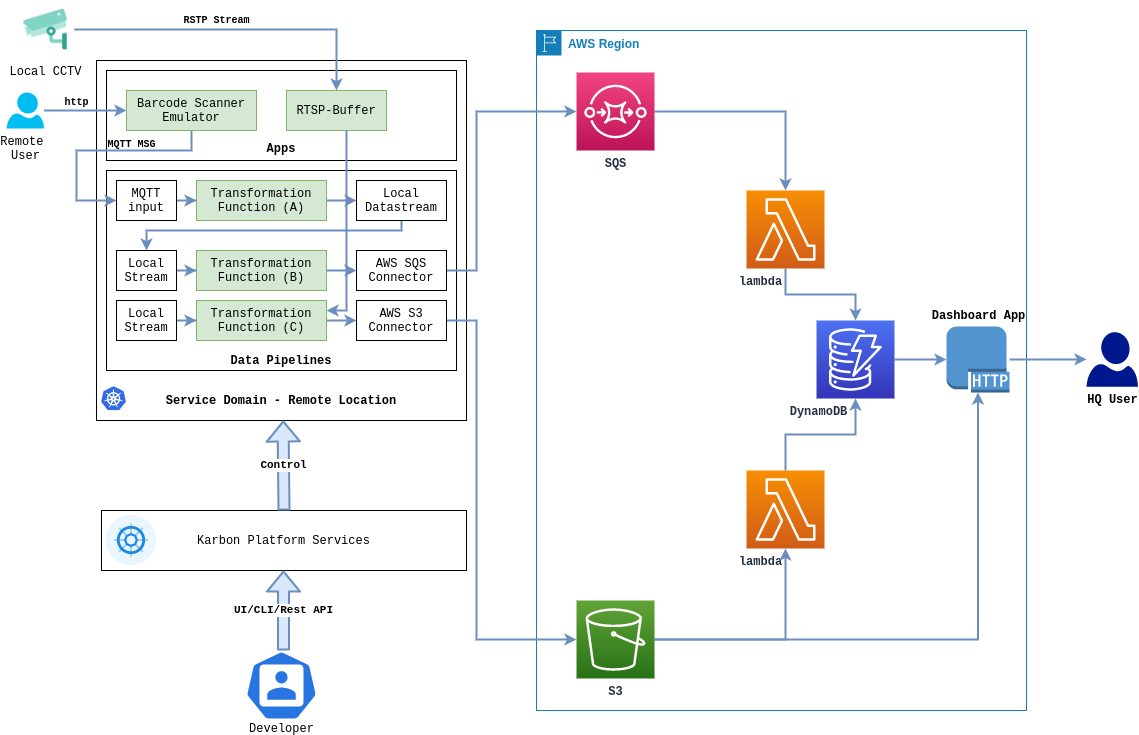 RSTP Stream
Local CCTV
http
Remote
User
Barcode Scanner
Emulator
RTSP-Buffer
MQTT MSG
Apps
MQTT
input
Transformation
Function (A)
Local
Datastream
Local
Stream
Transformation
Function (B)
AWS SQS
Connector
Local
Stream
Transformation
Function (C)
AWS S3
Connector
Data Pipelines
Service Domain - Remote Location
Control
Karbon Platform Services
UI/CLI/Rest API
Developer
AWS Region
SQS
lambda
DynamoDB
Dashboard App
HTTP
HQ User
lambda
S3